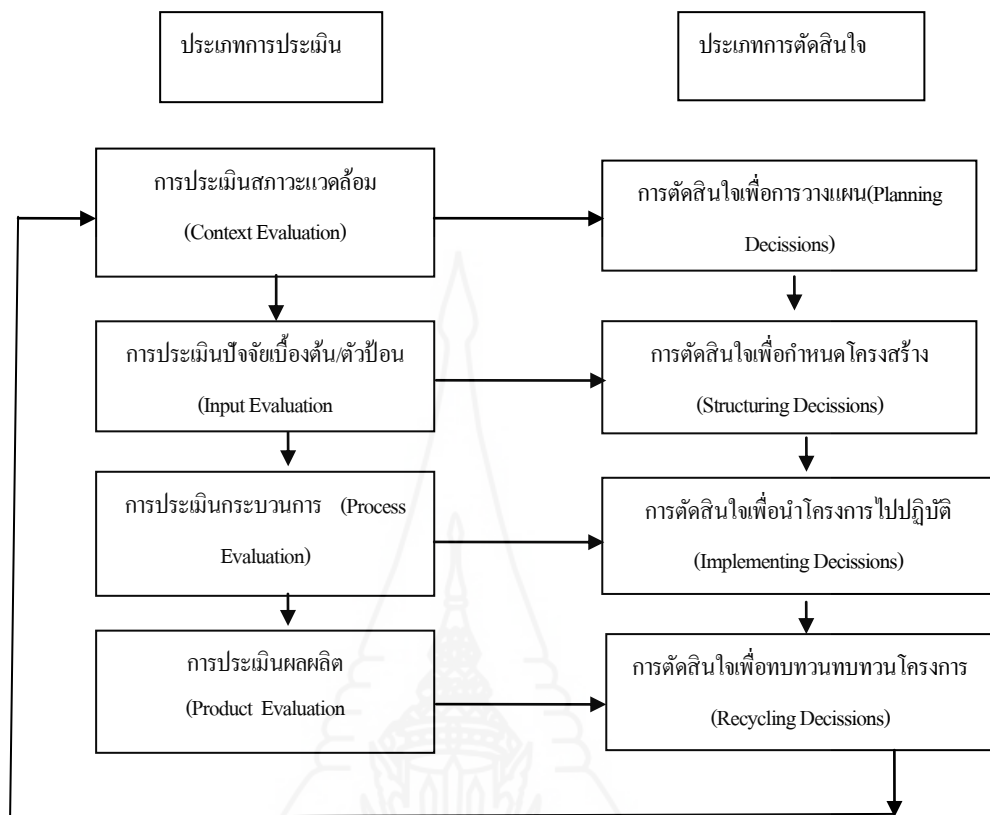 ประเภทการประเมิน
ประเภทการตัดสินใจ
การประเมินสภาวะแวดล้อม
(Context Evaluation)
การตัดสินใจเพื่อการวางแผน(Planning
Decissions)
การประเมินปัจจัยเบื้องต้น/ตัวป้อน
(Input Evaluation
การตัดสินใจเพื่อกำหนดโครงสร้าง
(Structuring Decissions)
การประเมินกระบวนการ (Process
Evaluation)
การตัดสินใจเพื่อนำโครงการไปปฏิบัติ
(Implementing Decissions)
การประเมินผลผลิต
(Product Evaluation
การตัดสินใจเพื่อทบทวนทบทวนโครงการ
(Recycling Decissions)